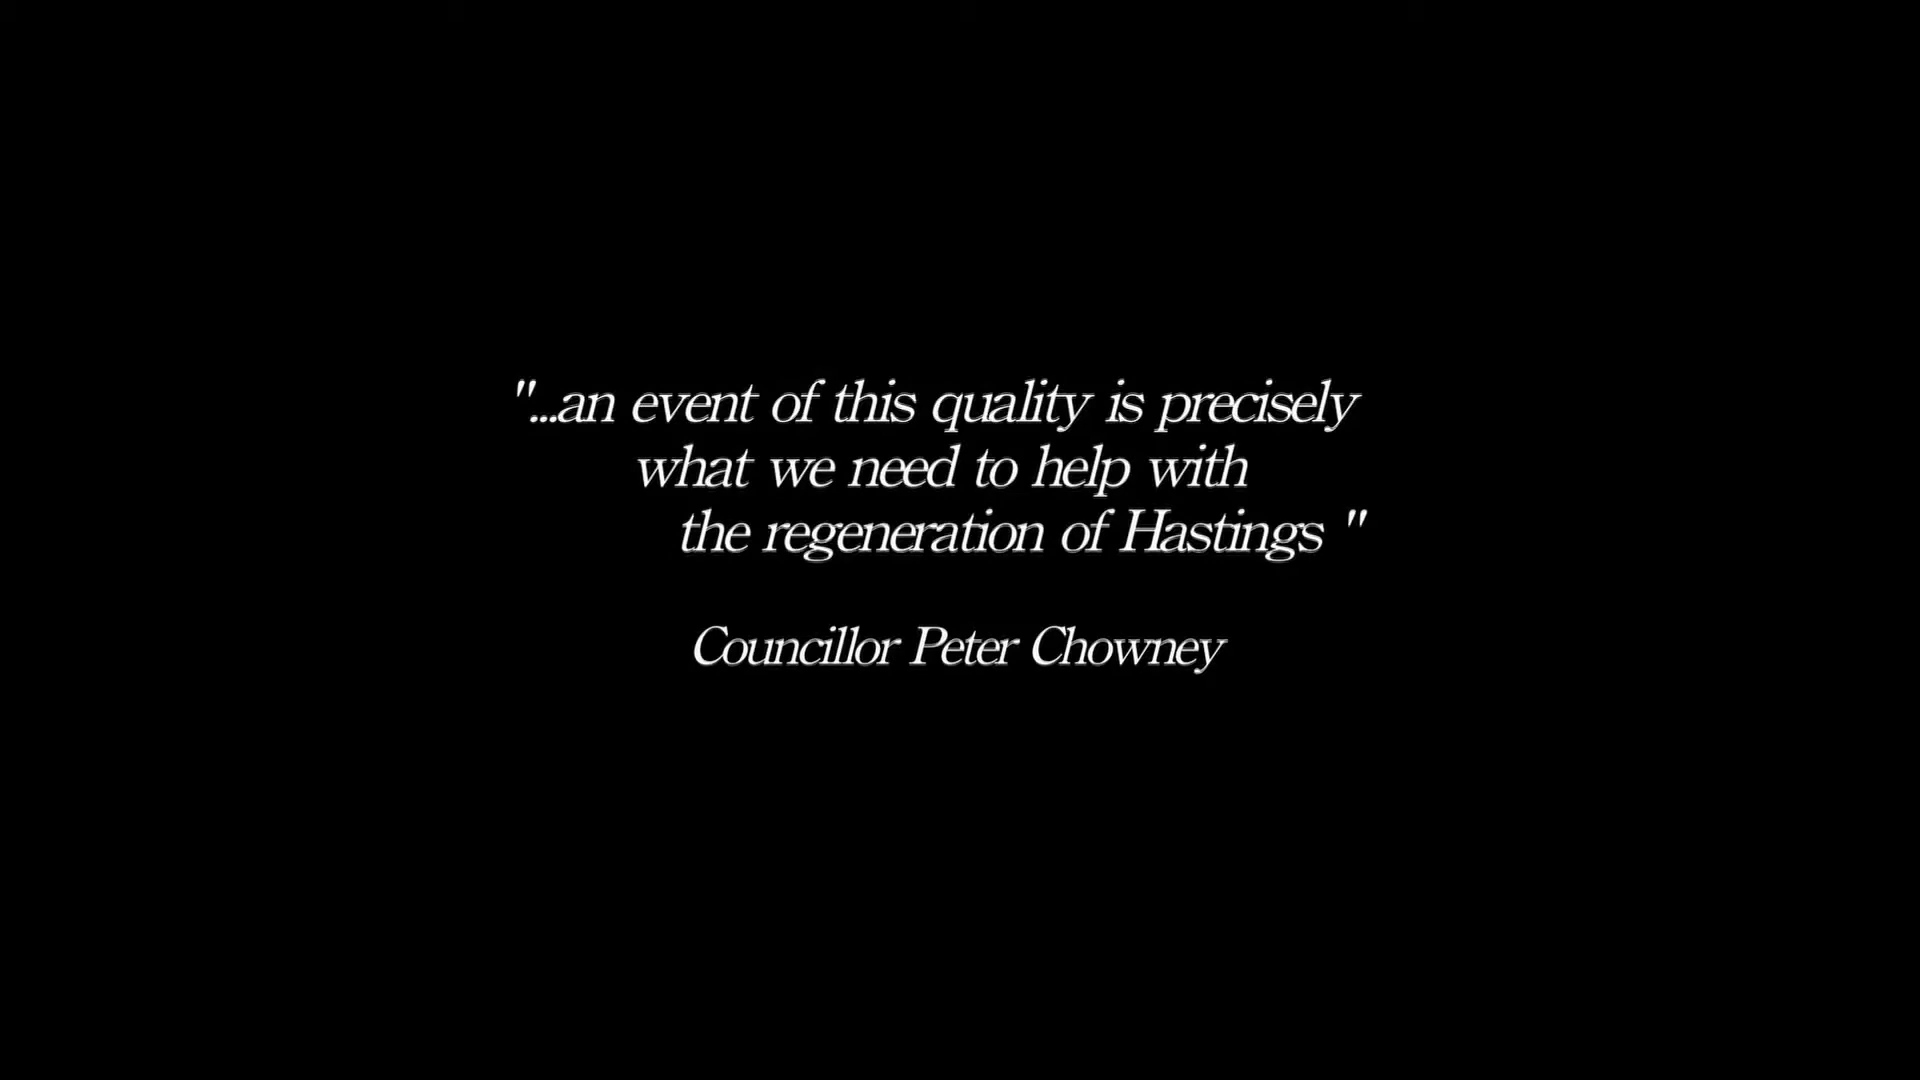 "...an event of this quality is precisely
what we need to help with
the regeneration of Hastings "
Councillor Peter Chowney